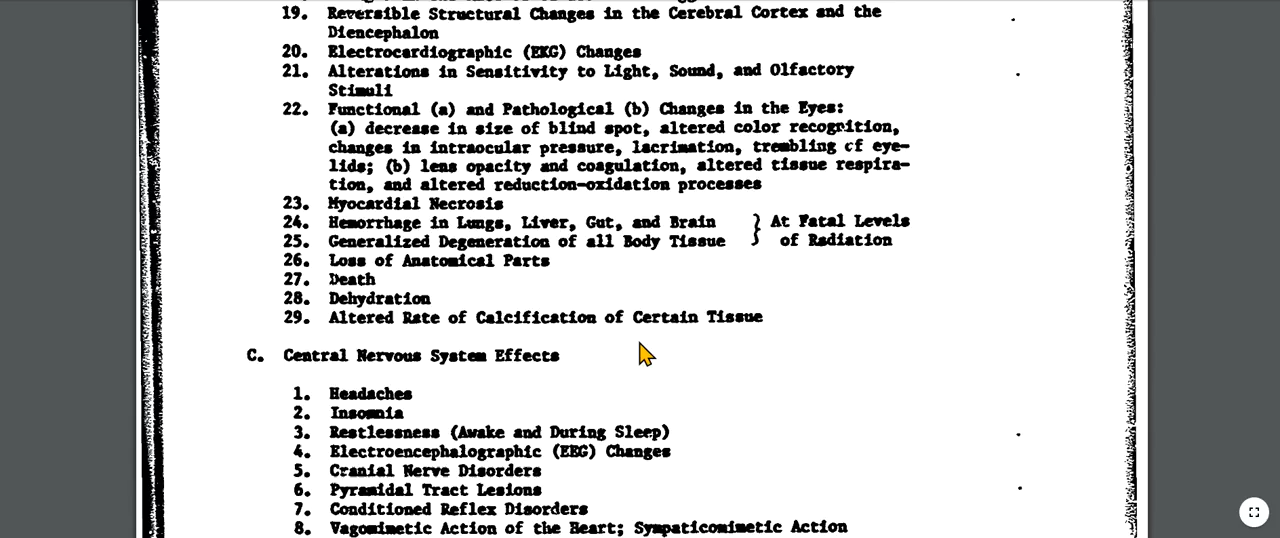 19. Reversible Structural Changes in the Cerebral Cortex and the
Diencephalon
20. Electrocardiographic (EKG) Changes
21. Alterations in Sensitivity to Light, Sound, and Olfactory
Stimuli
22. Functional (a) and Pathological (b) Changes in the Eyes:
(a) decrease in size of blind spot, altered color recognition,
changes in intraocular pressure, lacrimation, trembling of eye-
lids; (b) lens opacity and coagulation, altered tissue respira-
tion, and altered reduction-oxidation processes
23. Myocardial Necrosis
24. Hemorrhage in Lungs, Liver, Gut, and Brain } At Fatal Levels
25. Generalized Degeneration of all Body Tissue } of Radiation
26. Loss of Anatomical Parts
27. Death
28. Dehydration
29. Altered Rate of Calcification of Certain Tissue
C. Central Nervous System Effects
1. Headaches
2. Insomnia
3. Restlessness (Awake and During Sleep)
4. Electroencephalographic (EEG) Changes
5. Cranial Nerve Disorders
6. Pyramidal Tract Lesions
7. Conditioned Reflex Disorders
8. Vagomimetic Action of the Heart; Sympaticomimetic Action